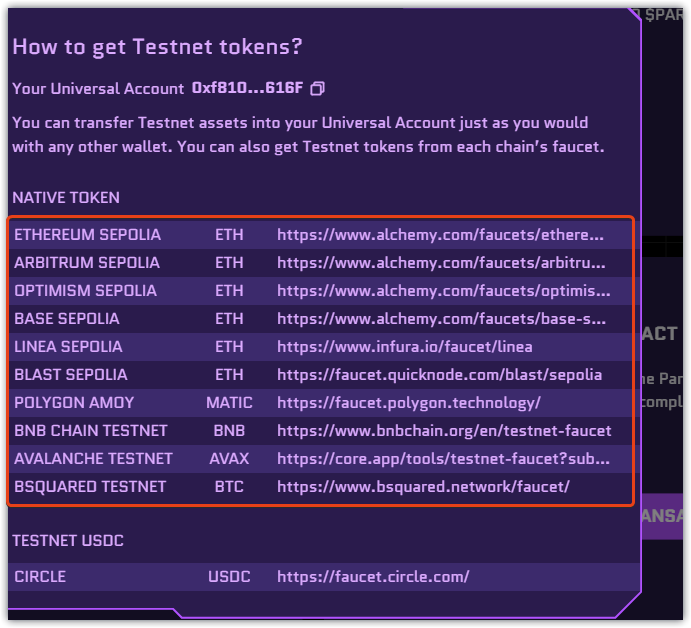 How to get Testnet tokens?
Your Universal Account 0xf810...616F
You can transfer Testnet assets into your Universal Account just as you would
with any other wallet. You can also get Testnet tokens from each chain's faucet.
NATIVE TOKEN
ETHEREUM SEPOLIA ETH https://www.alchemy.com/faucets/ethere...
ARBITRUM SEPOLIA ETH https://www.alchemy.com/faucets/arbitru...
OPTIMISM SEPOLIA ETH https://www.alchemy.com/faucets/optimis...
BASE SEPOLIA ETH https://www.alchemy.com/faucets/base-s...
LINEA SEPOLIA ETH https://www.infura.io/faucet/linea
BLAST SEPOLIA ETH https://faucet.quicknode.com/blast/sepolia
POLYGON AMOY MATIC https://faucet.polygon.technology/
BNB CHAIN TESTNET BNB https://www.bnbchain.org/en/testnet-faucet
AVALANCHE TESTNET AVAX https://core.app/tools/testnet-faucet?sub...
BSQUARED TESTNET BTC https://www.bsquared.network/faucet/
TESTNET USDC
CIRCLE USDC https://faucet.circle.com/